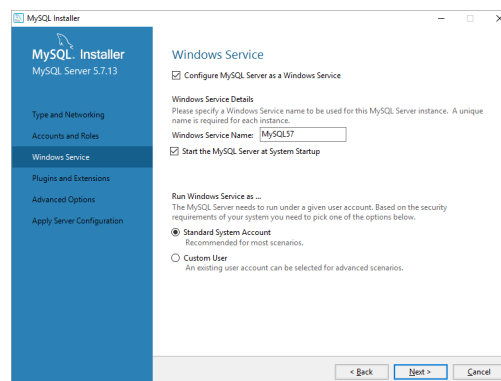 MySQL Installer
MySQL. Installer
MySQL Server 5.7.13
Type and Networking
Accounts and Roles
Windows Service
Plugins and Extensions
Advanced Options
Apply Server Configuration
Windows Service
Configure MySQL Server as a Windows Service
Windows Service Details
Please specify a Windows Service name to be used for this MySQL Server instance. A unique
name is required for each instance.
Windows Service Name: MySQL57
Start the MySQL Server at System Startup
Run Windows Service as ...
The MySQL Server needs to run under a given user account. Based on the security
requirements of your system you need to pick one of the options below.
Standard System Account
Recommended for most scenarios.
Custom User
An existing user account can be selected for advanced scenarios.
< Back
Next >
Cancel